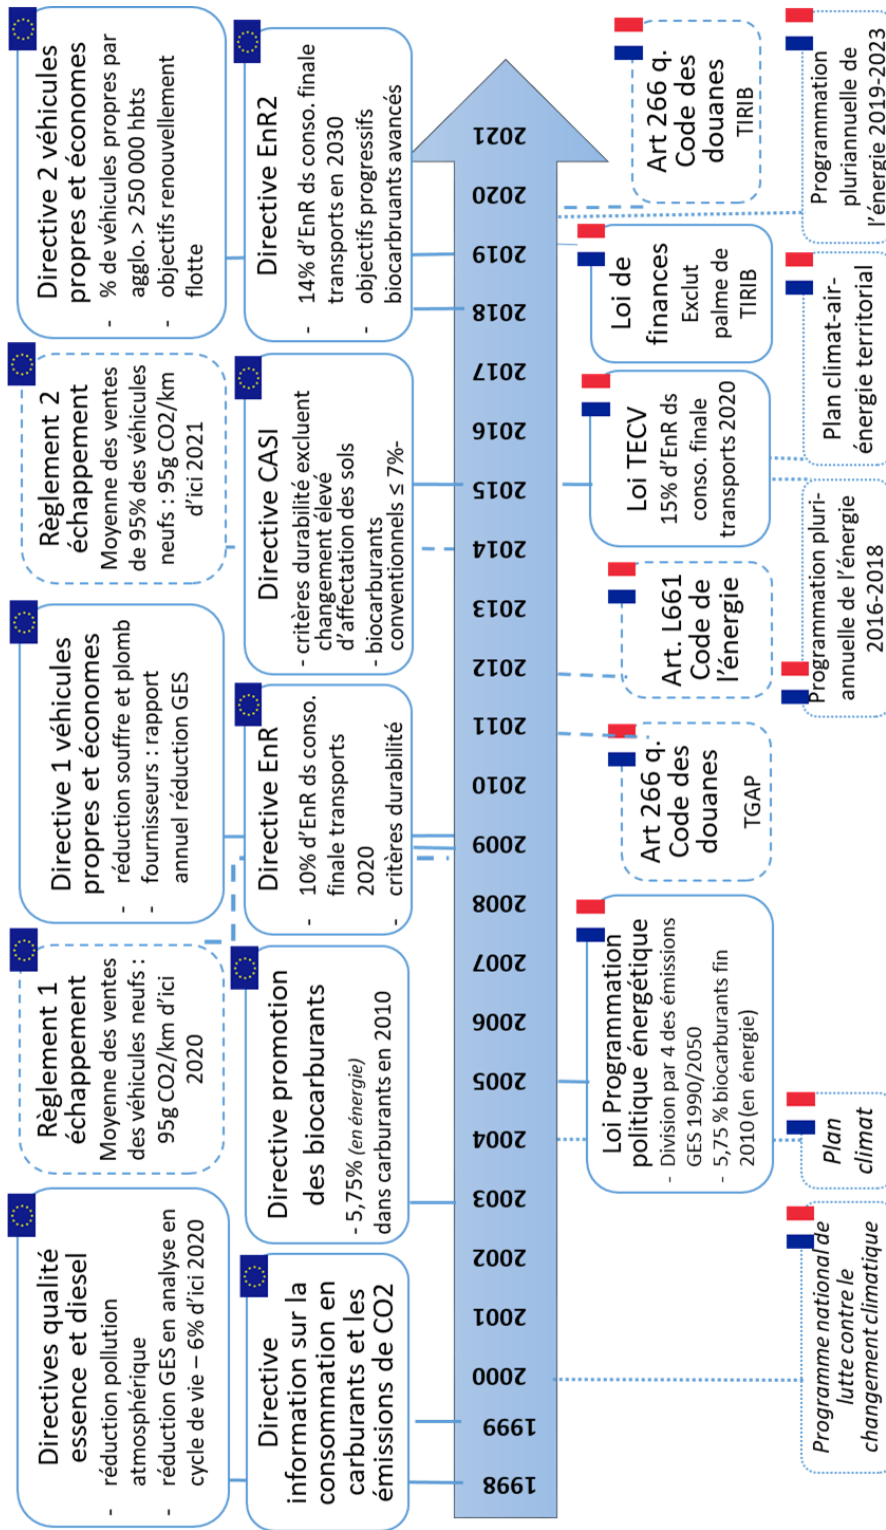 Directives qualité
essence et diesel
- réduction pollution
atmosphérique
- réduction GES en analyse en
cycle de vie – 6% d’ici 2020
Règlement 1
échappement
Moyenne des ventes
des véhicules neufs :
95g CO2/km d’ici
2020
Directive 1 véhicules
propres et économes
- réduction souffre et plomb
- fournisseurs : rapport
annuel réduction GES
Règlement 2
échappement
Moyenne des ventes
de 95% des véhicules
neufs : 95g CO2/km
d’ici 2021
Directive 2 véhicules
propres et économes
- % de véhicules propres par
agglo. > 250 000 hbts
- objectifs renouvellement
flotte
Directive
information sur la
consommation en
carburants et les
émissions de CO2
Directive promotion
des biocarburants
- 5,75% (en énergie)
dans carburants en 2010
Directive EnR
- 10% d’EnR ds conso.
finale transports
2020
- critères durabilité
Directive CASI
- critères durabilité excluent
changement élevé
d’affectation des sols
- biocarburants
conventionnels ≤ 7%-
Directive EnR2
- 14% d’EnR ds conso. finale
transports en 2030
- objectifs progressifs
biocarbruants avancés
1998
1999
2000
2001
2002
2003
2004
2005
2006
2007
2008
2009
2010
2011
2012
2013
2014
2015
2016
2017
2018
2019
2020
2021
Loi Programmation
politique énergétique
- Division par 4 des émissions
GES 1990/2050
- 5,75 % biocarburants fin
2010 (en énergie)
Art 266 q.
Code des
douanes
TGAP
Art. L661
Code de
l’énergie
Loi TECV
15% d’EnR ds
conso. finale
transports 2020
Loi de
finances
Exclut
palme de
TIRIB
Art 266 q.
Code des
douanes
TIRIB
Programme national de
lutte contre le
changement climatique
Plan
climat
Programmation pluri-
annuelle de l’énergie
2016-2018
Plan climat-air-
énergie territorial
Programmation
pluriannuelle de
l’énergie 2019-2023